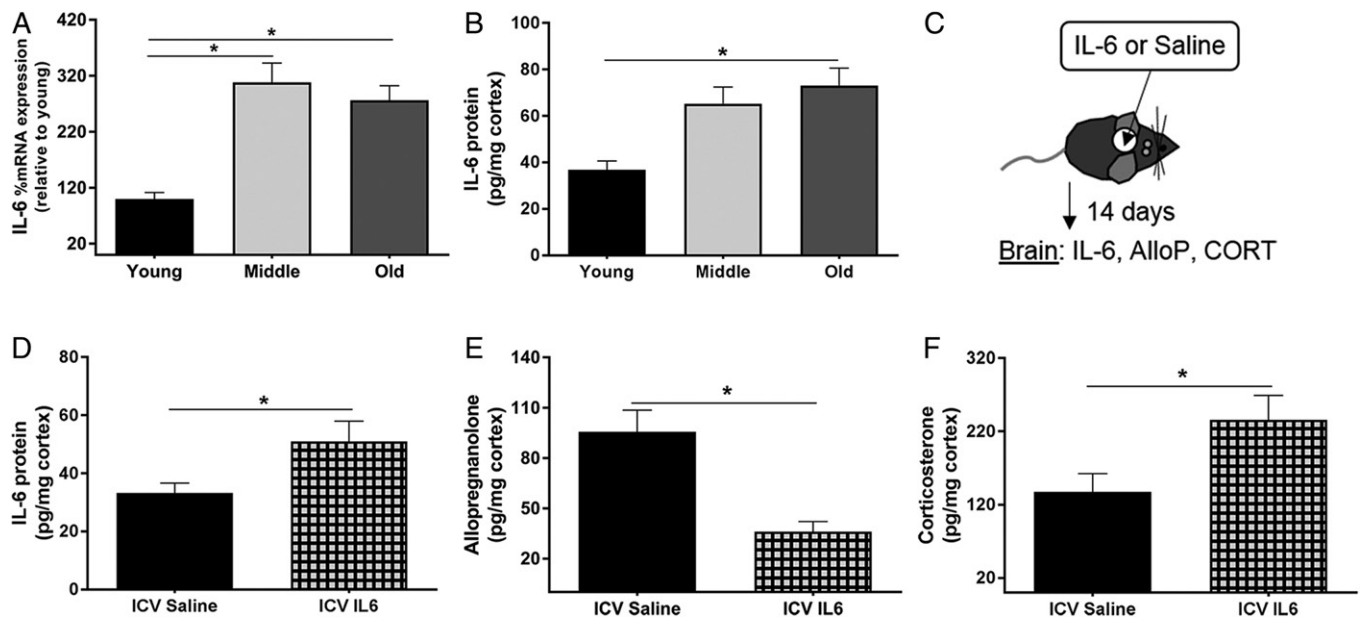 A
IL-6 %mRNA expression
(relative to young)
420
320
220
120
20
*
*
Young Middle Old
B
IL-6 protein
(pg/mg cortex)
100
80
60
40
20
0
*
Young Middle Old
C
IL-6 or Saline
14 days
Brain: IL-6, AlloP, CORT
D
IL-6 protein
(pg/mg cortex)
80
60
40
20
0
*
ICV Saline ICV IL6
E
Allopregnanolone
(pg/mg cortex)
140
110
80
50
20
*
ICV Saline ICV IL6
F
Corticosterone
(pg/mg cortex)
320
220
120
20
*
ICV Saline ICV IL6